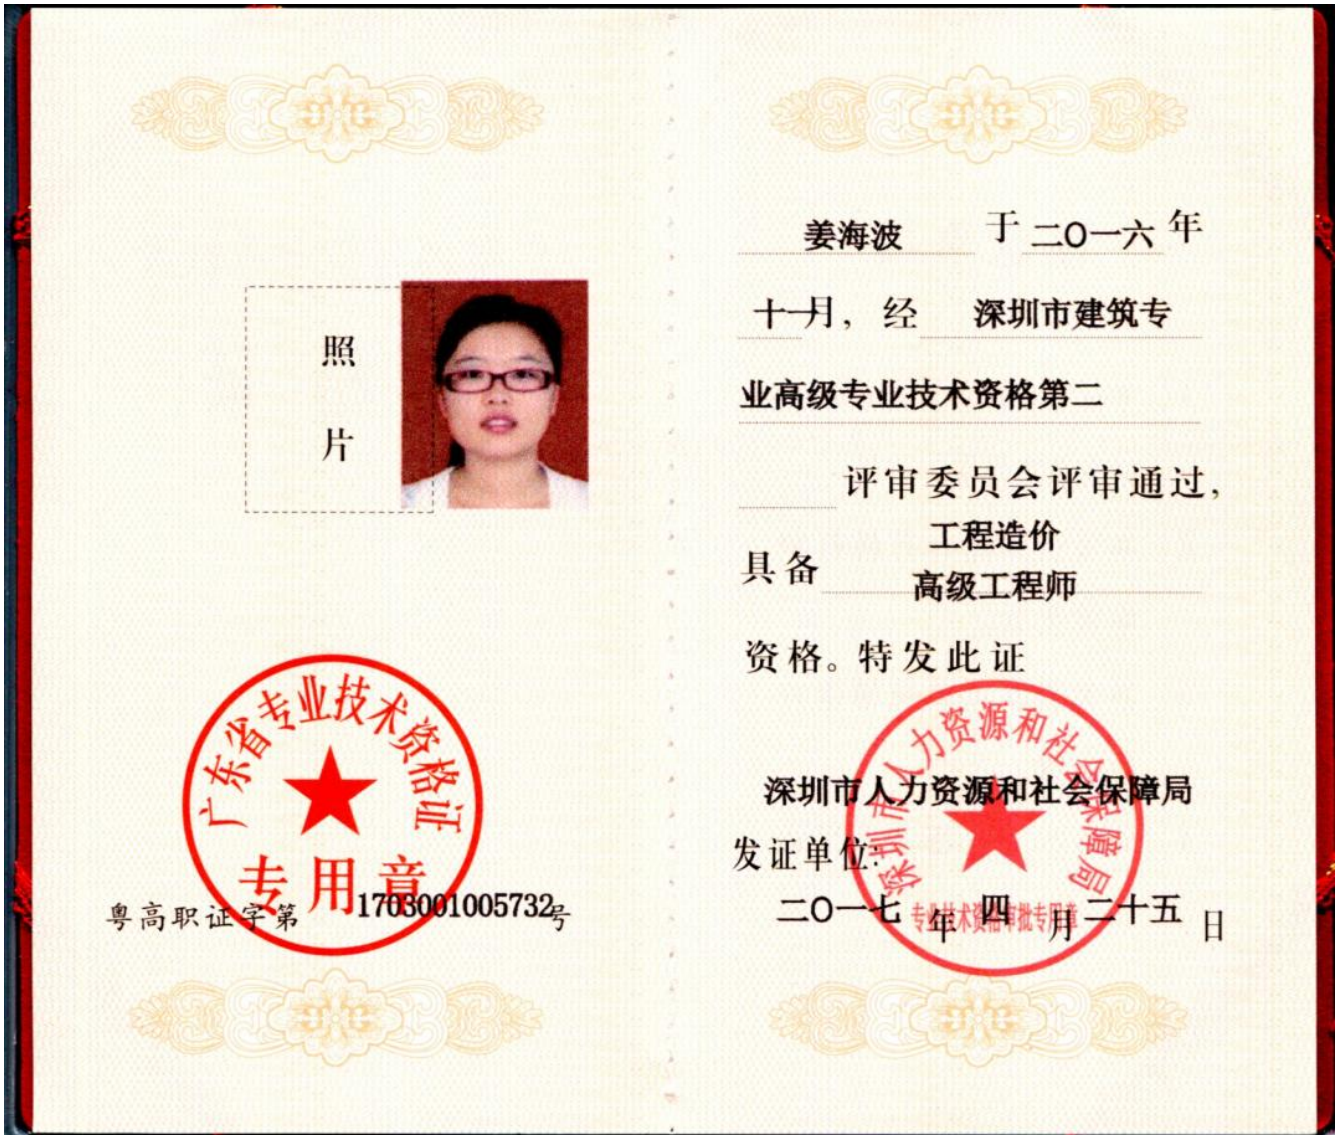 照
片
广东省专业技术资格证
专用章
粤高职证字第1703001005732号
姜海波 于 二〇一六 年
十一月，经 深圳市建筑专
业高级专业技术资格第二
评审委员会评审通过，
工程造价
具备 高级工程师
资格。特发此证
深圳市人力资源和社会保障局
深圳市人力资源和社会保障局
发证单位：
二〇一七 年 四 月 二十五 日
专业技术资格审批专用章